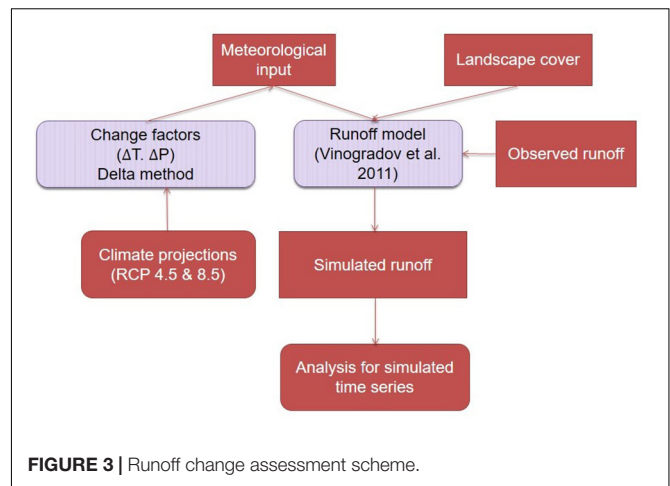 Meteorological
input
Landscape cover
Change factors
(ΔT. ΔP)
Delta method
Runoff model
(Vinogradov et al.
2011)
Observed runoff
Climate projections
(RCP 4.5 & 8.5)
Simulated runoff
Analysis for simulated
time series
FIGURE 3 | Runoff change assessment scheme.